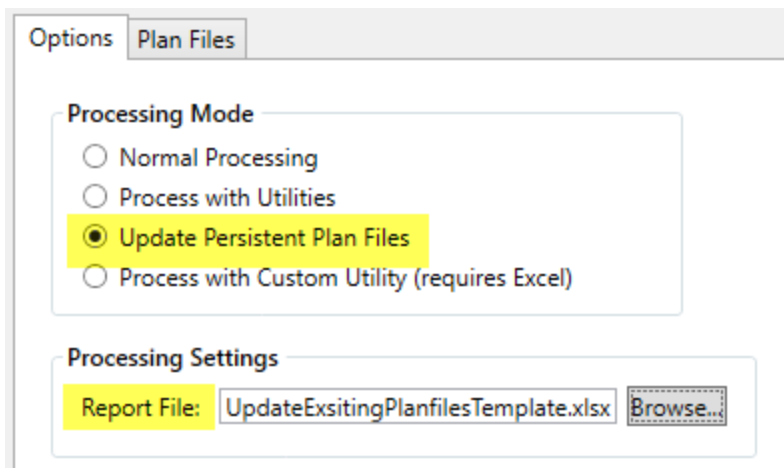 Options Plan Files
Processing Mode
Normal Processing
Process with Utilities
Update Persistent Plan Files
Process with Custom Utility (requires Excel)
Processing Settings
Report File: UpdateExsitingPlanfilesTemplate.xlsx Browse...